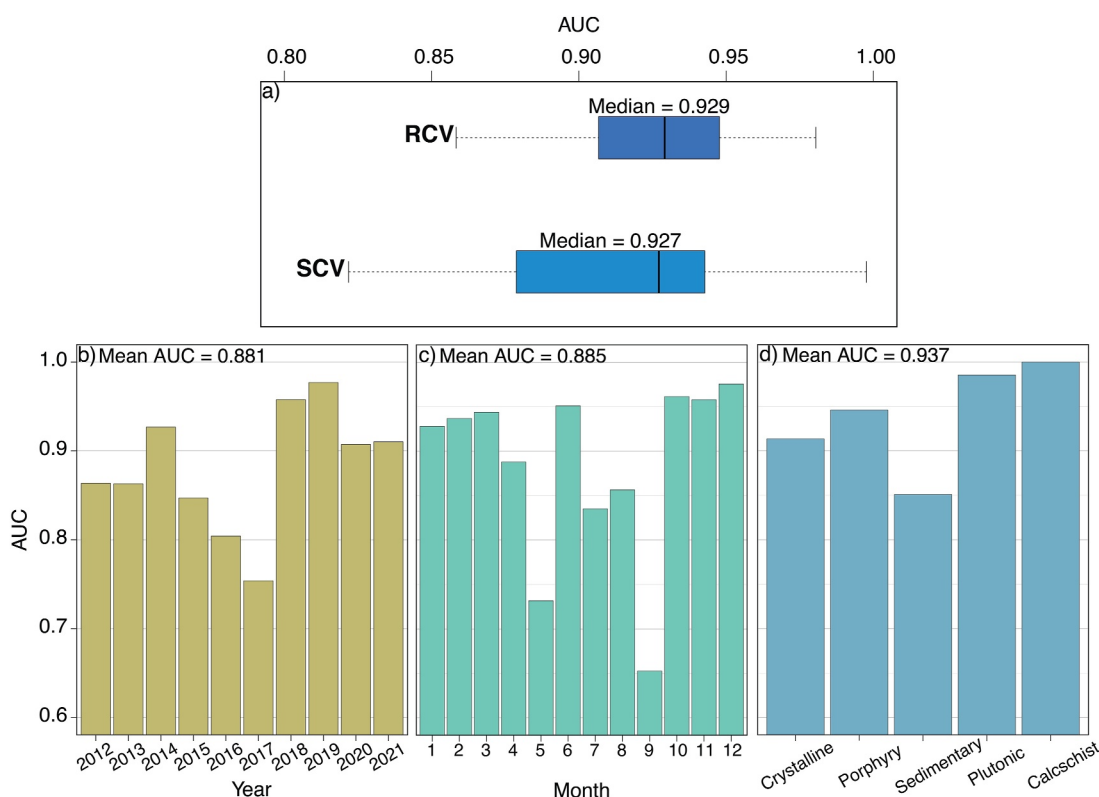 AUC
0.80 0.85 0.90 0.95 1.00
a)
Median = 0.929
RCV
Median = 0.927
SCV
b) Mean AUC = 0.881
c) Mean AUC = 0.885
d) Mean AUC = 0.937
AUC
1.0
0.9
0.8
0.7
0.6
2012 2013 2014 2015 2016 2017 2018 2019 2020 2021
Year
1 2 3 4 5 6 7 8 9 10 11 12
Month
Crystalline Porphyry Sedimentary Plutonic Calcschist